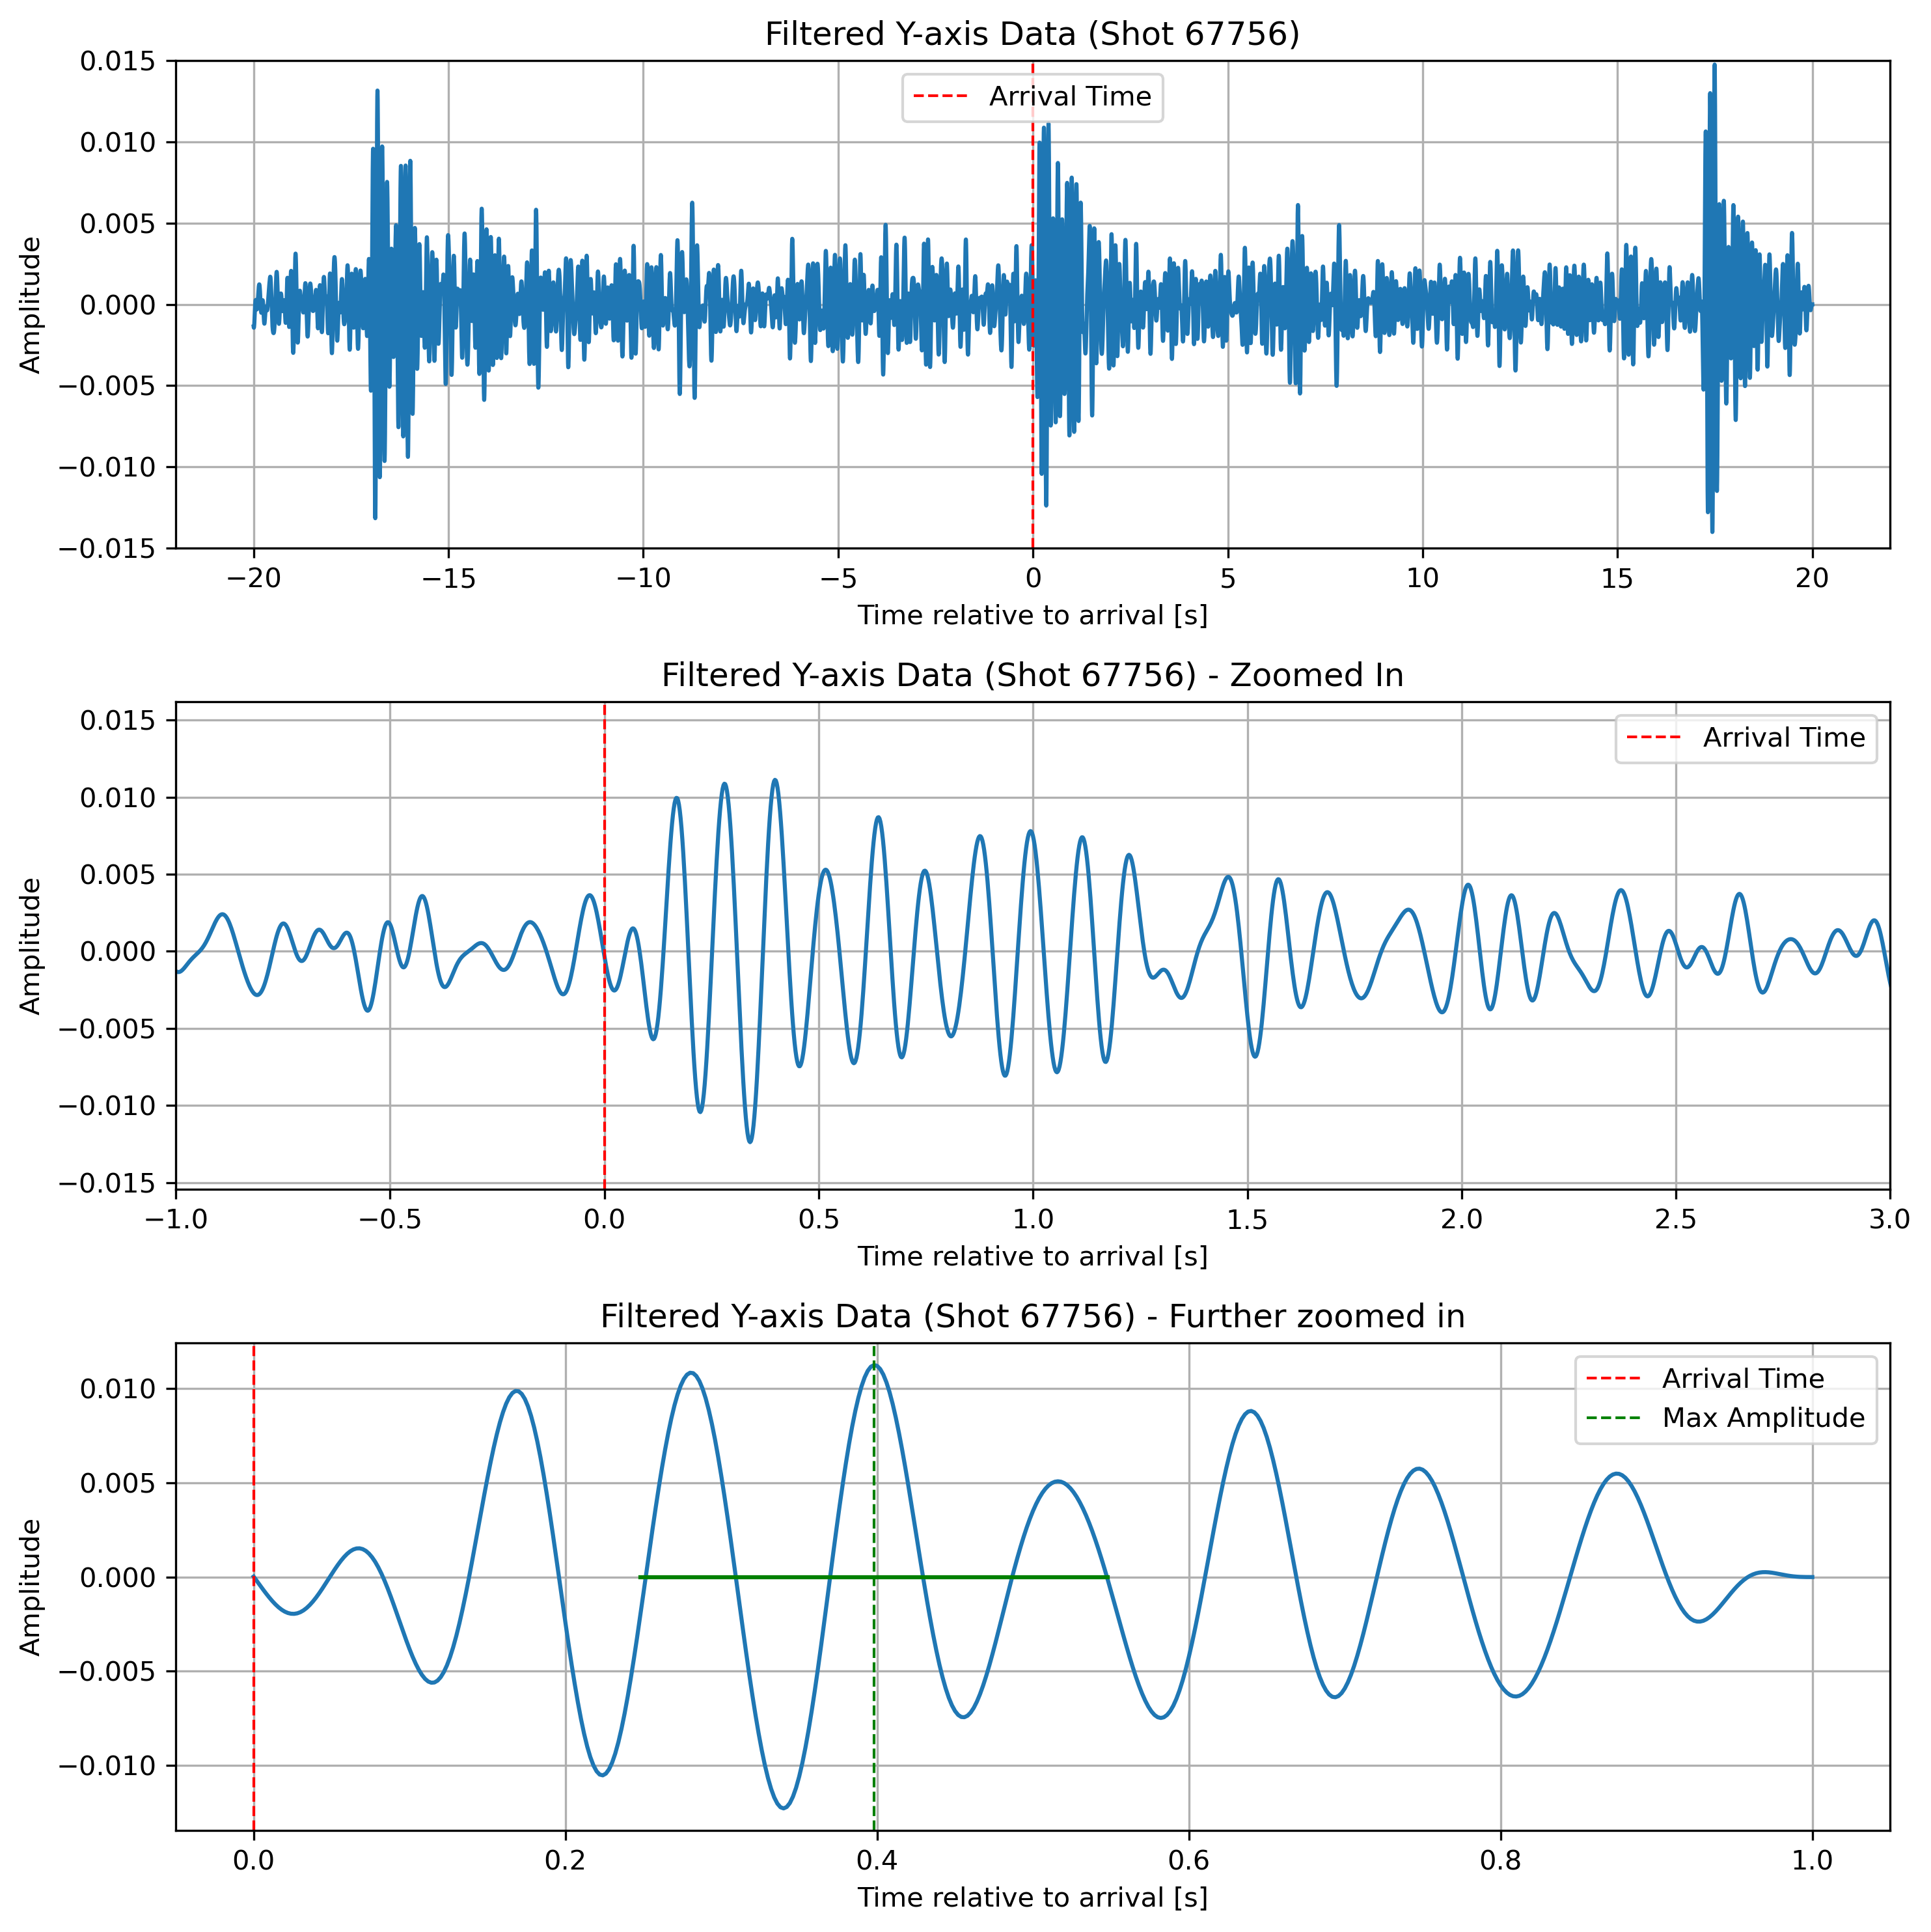 Filtered Y-axis Data (Shot 67756)
0.015
0.010
0.005
0.000
−0.005
−0.010
−0.015
Amplitude
Arrival Time
−20 −15 −10 −5 0 5 10 15 20
Time relative to arrival [s]
Filtered Y-axis Data (Shot 67756) - Zoomed In
0.015
0.010
0.005
0.000
−0.005
−0.010
−0.015
Amplitude
Arrival Time
−1.0 −0.5 0.0 0.5 1.0 1.5 2.0 2.5 3.0
Time relative to arrival [s]
Filtered Y-axis Data (Shot 67756) - Further zoomed in
0.010
0.005
0.000
−0.005
−0.010
Amplitude
Arrival Time
Max Amplitude
0.0 0.2 0.4 0.6 0.8 1.0
Time relative to arrival [s]